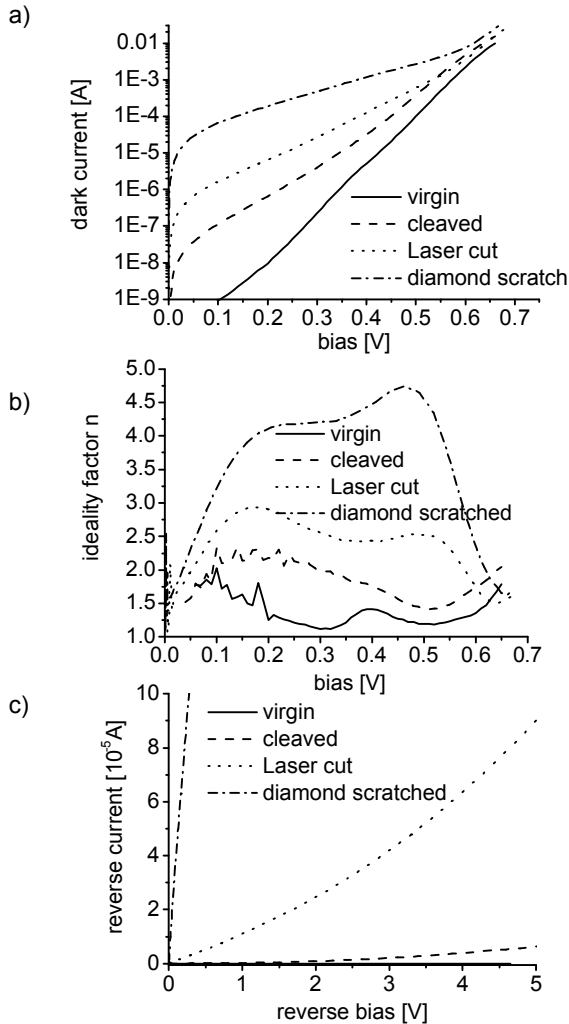 a)
dark current [A]
0.01
1E-3
1E-4
1E-5
1E-6
1E-7
1E-8
1E-9
virgin
cleaved
Laser cut
diamond scratch
0.0 0.1 0.2 0.3 0.4 0.5 0.6 0.7
bias [V]
b)
ideality factor n
5.0
4.5
4.0
3.5
3.0
2.5
2.0
1.5
1.0
virgin
cleaved
Laser cut
diamond scratched
0.0 0.1 0.2 0.3 0.4 0.5 0.6 0.7
bias [V]
c)
reverse current [10-5A]
10
8
6
4
2
0
virgin
cleaved
Laser cut
diamond scratched
0 1 2 3 4 5
reverse bias [V]